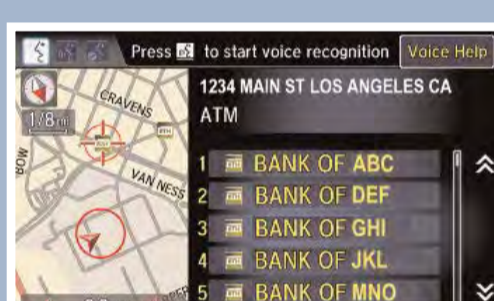 Press to start voice recognition Voice Help
1234 MAIN ST LOS ANGELES CA
ATM
1/8mi
CRAVENS
VAN NESS
1 BANK OF ABC
2 BANK OF DEF
3 BANK OF GHI
4 BANK OF JKL
5 BANK OF MNO